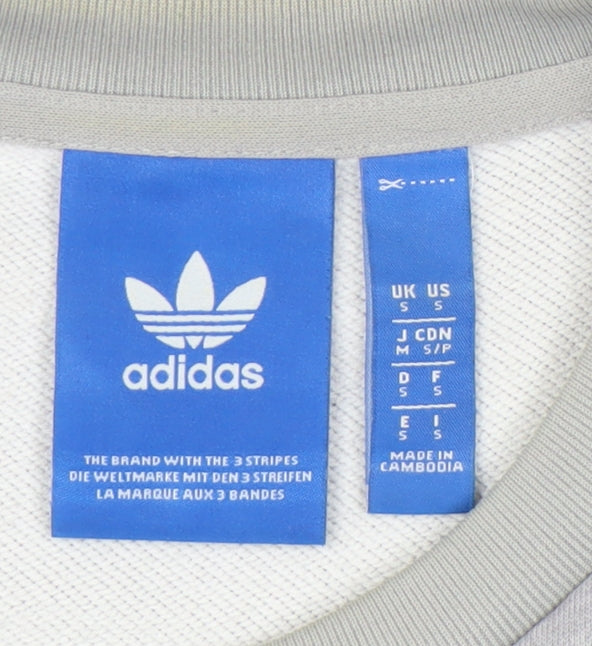 adidas
THE BRAND WITH THE 3 STRIPES
DIE WELTMARKE MIT DEN 3 STREIFEN
LA MARQUE AUX 3 BANDES
UK US
S S
J CDN
M S/P
D F
S S
E I
S S
MADE IN
CAMBODIA